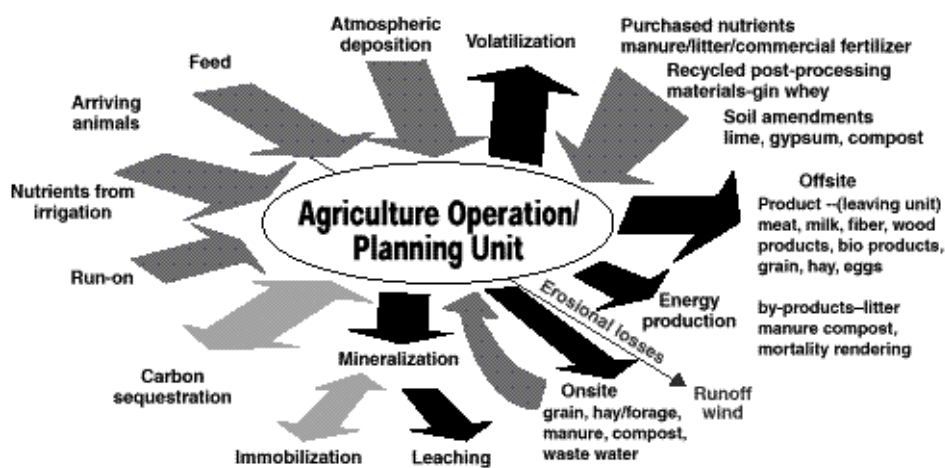 Atmospheric
deposition
Volatilization
Purchased nutrients
manure/litter/commercial fertilizer
Recycled post-processing
materials-gin whey
Soil amendments
lime, gypsum, compost
Feed
Arriving
animals
Nutrients from
irrigation
Run-on
Agriculture Operation/
Planning Unit
Offsite
Product --(leaving unit)
meat, milk, fiber, wood
products, bio products,
grain, hay, eggs
by-products–litter
manure compost,
mortality rendering
Energy
production
Erosional losses
Runoff
wind
Carbon
sequestration
Mineralization
Immobilization
Leaching
Onsite
grain, hay/forage,
manure, compost,
waste water